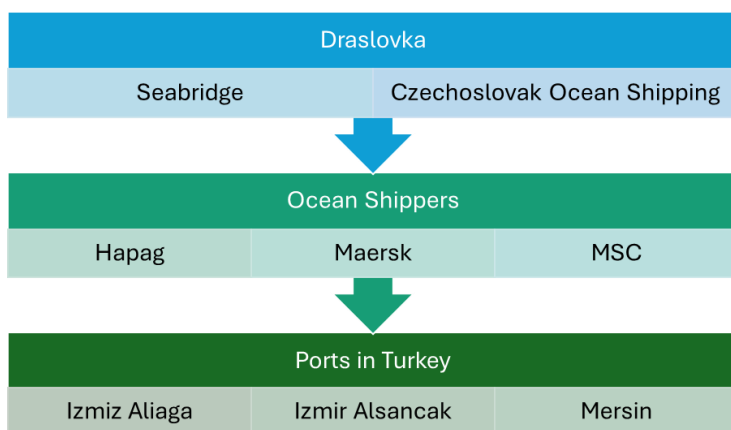 Draslovka
Seabridge
Czechoslovak Ocean Shipping
Ocean Shippers
Hapag
Maersk
MSC
Ports in Turkey
Izmiz Aliaga
Izmir Alsancak
Mersin